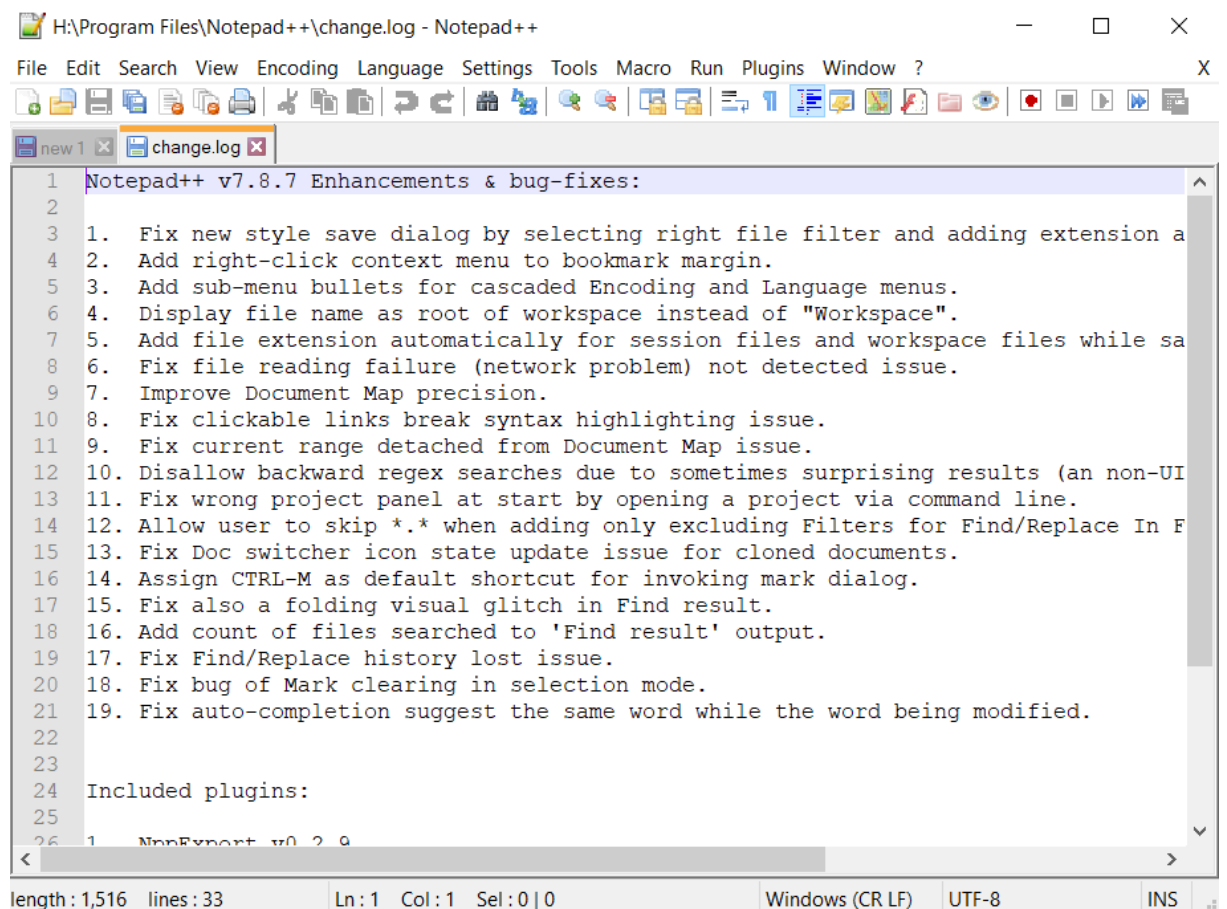 H:\Program Files\Notepad++\change.log - Notepad++
File Edit Search View Encoding Language Settings Tools Macro Run Plugins Window ? X
new 1 change.log
1 Notepad++ v7.8.7 Enhancements & bug-fixes:
2
3 1. Fix new style save dialog by selecting right file filter and adding extension a
4 2. Add right-click context menu to bookmark margin.
5 3. Add sub-menu bullets for cascaded Encoding and Language menus.
6 4. Display file name as root of workspace instead of "Workspace".
7 5. Add file extension automatically for session files and workspace files while sa
8 6. Fix file reading failure (network problem) not detected issue.
9 7. Improve Document Map precision.
10 8. Fix clickable links break syntax highlighting issue.
11 9. Fix current range detached from Document Map issue.
12 10. Disallow backward regex searches due to sometimes surprising results (an non-UI
13 11. Fix wrong project panel at start by opening a project via command line.
14 12. Allow user to skip *.* when adding only excluding Filters for Find/Replace In F
15 13. Fix Doc switcher icon state update issue for cloned documents.
16 14. Assign CTRL-M as default shortcut for invoking mark dialog.
17 15. Fix also a folding visual glitch in Find result.
18 16. Add count of files searched to 'Find result' output.
19 17. Fix Find/Replace history lost issue.
20 18. Fix bug of Mark clearing in selection mode.
21 19. Fix auto-completion suggest the same word while the word being modified.
22
23
24 Included plugins:
25
26 1. NppExport v0.2.9
length : 1,516 lines : 33 Ln : 1 Col : 1 Sel : 0 | 0 Windows (CR LF) UTF-8 INS